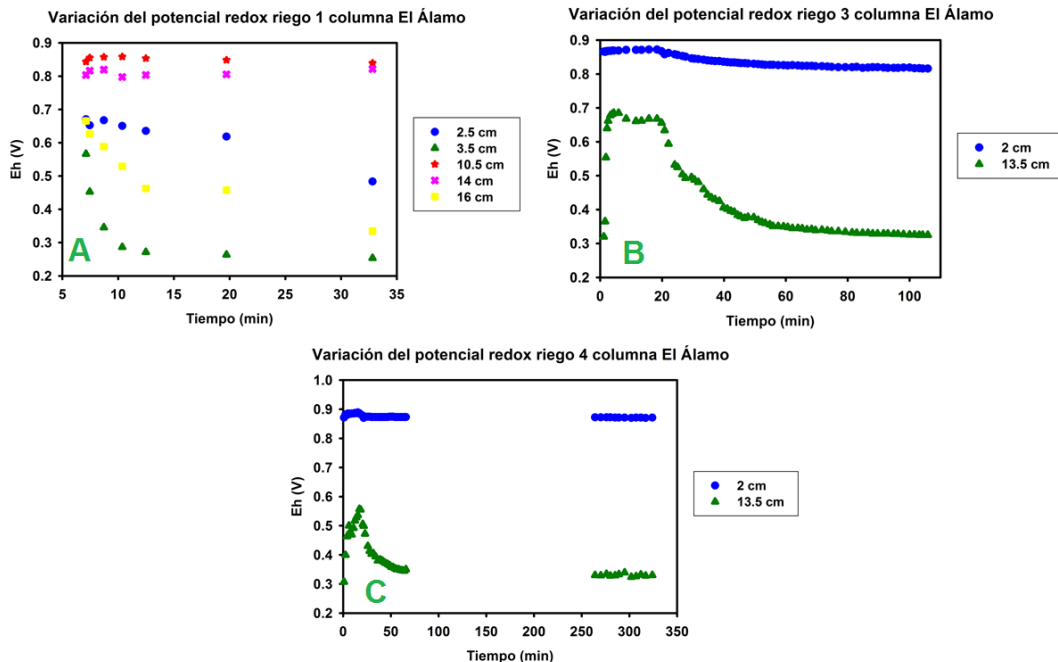 Variación del potencial redox riego 1 columna El Álamo
Eh (V)
0.9
0.8
0.7
0.6
0.5
0.4
0.3
0.2
5 10 15 20 25 30 35
Tiempo (min)
2.5 cm
3.5 cm
10.5 cm
14 cm
16 cm
A
Variación del potencial redox riego 3 columna El Álamo
Eh (V)
0.9
0.8
0.7
0.6
0.5
0.4
0.3
0.2
0 20 40 60 80 100
Tiempo (min)
2 cm
13.5 cm
B
Variación del potencial redox riego 4 columna El Álamo
Eh (V)
1.0
0.9
0.8
0.7
0.6
0.5
0.4
0.3
0.2
0 50 100 150 200 250 300 350
Tiempo (min)
2 cm
13.5 cm
C